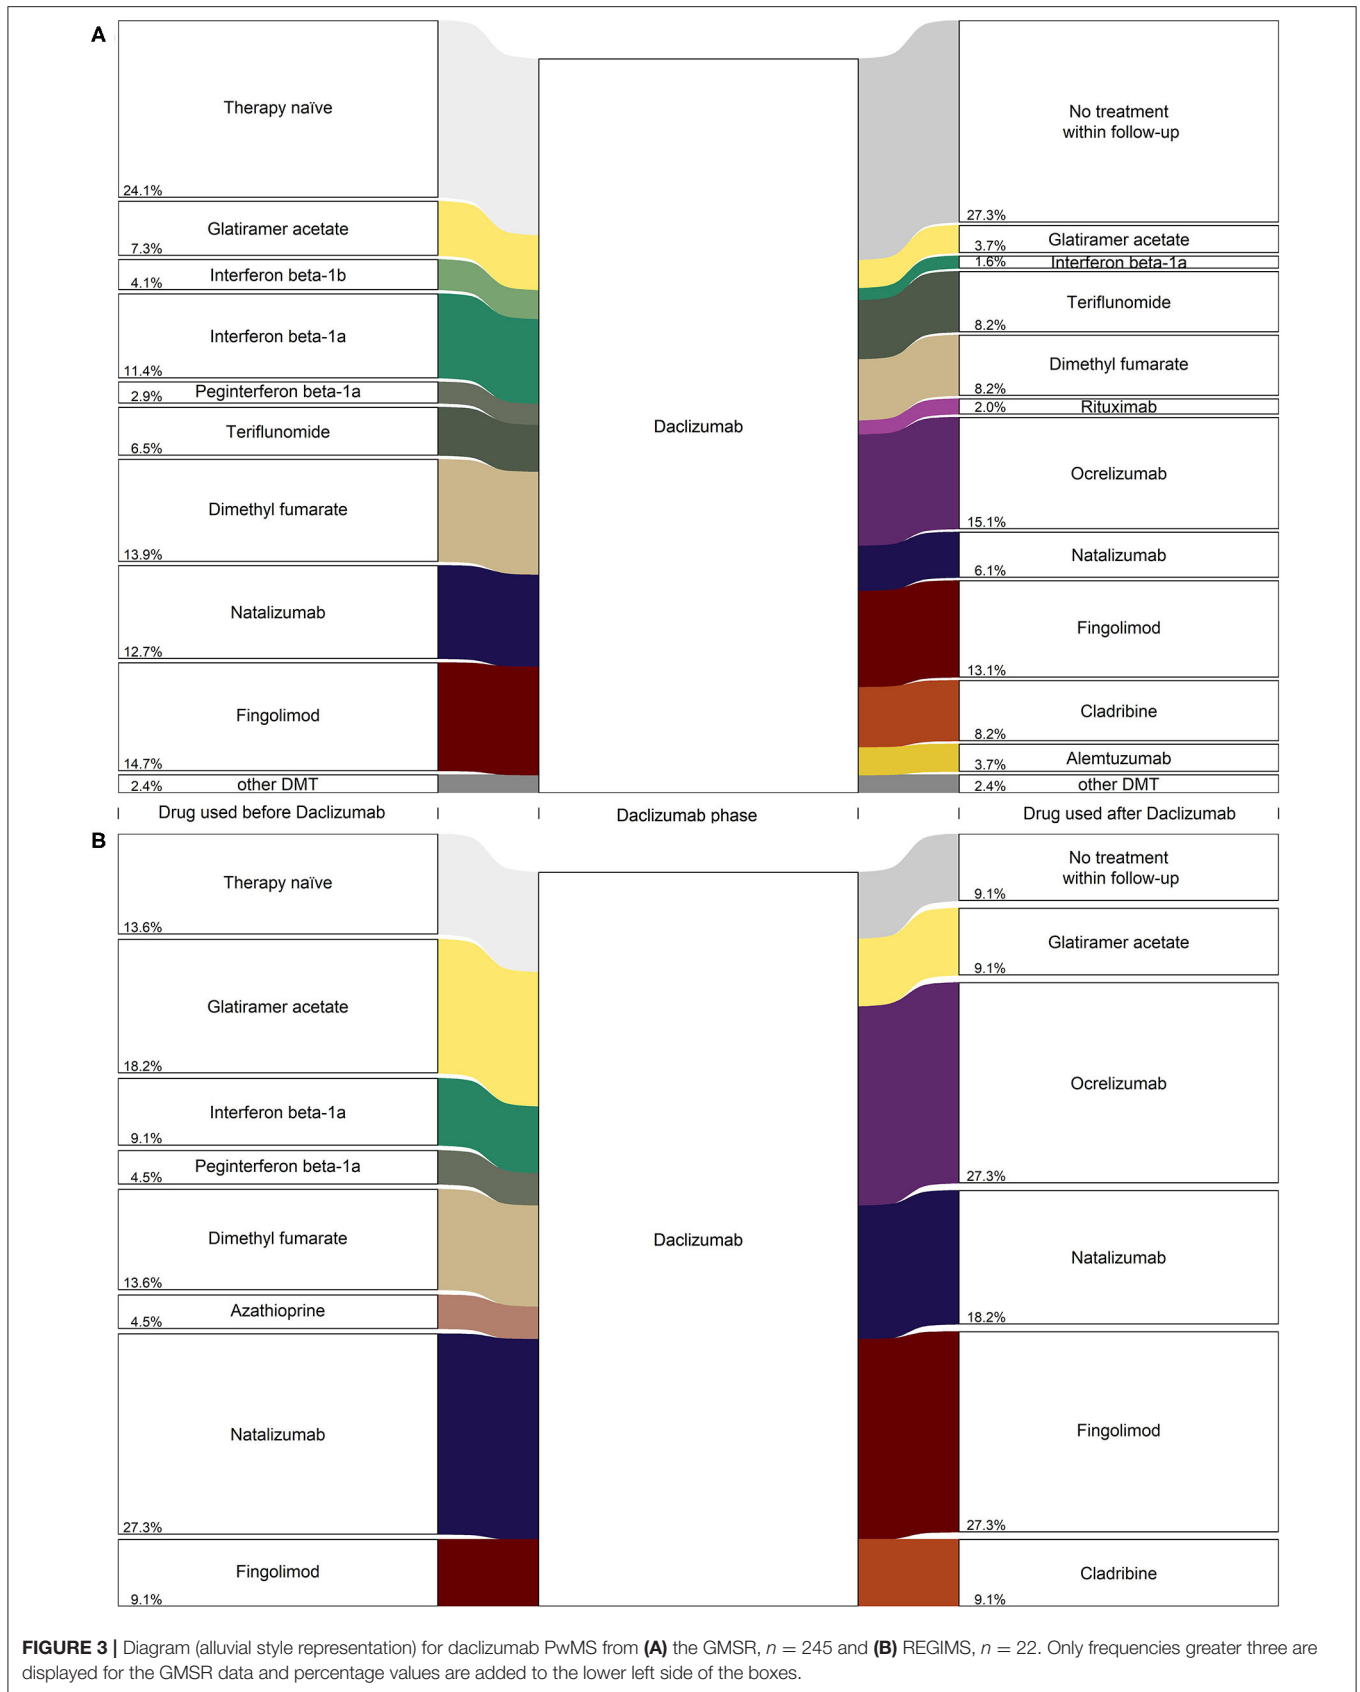 A
Therapy naïve
24.1%
Glatiramer acetate
7.3%
Interferon beta-1b
4.1%
Interferon beta-1a
11.4%
Peginterferon beta-1a
2.9%
Teriflunomide
6.5%
Dimethyl fumarate
13.9%
Natalizumab
12.7%
Fingolimod
14.7%
other DMT
2.4%
Daclizumab
No treatment
within follow-up
27.3%
Glatiramer acetate
3.7%
Interferon beta-1a
1.6%
Teriflunomide
8.2%
Dimethyl fumarate
8.2%
Rituximab
2.0%
Ocrelizumab
15.1%
Natalizumab
6.1%
Fingolimod
13.1%
Cladribine
8.2%
Alemtuzumab
3.7%
other DMT
2.4%
Drug used before Daclizumab
Daclizumab phase
Drug used after Daclizumab
B
Therapy naïve
13.6%
Glatiramer acetate
18.2%
Interferon beta-1a
9.1%
Peginterferon beta-1a
4.5%
Dimethyl fumarate
13.6%
Azathioprine
4.5%
Natalizumab
27.3%
Fingolimod
9.1%
Daclizumab
No treatment
within follow-up
9.1%
Glatiramer acetate
9.1%
Ocrelizumab
27.3%
Natalizumab
18.2%
Fingolimod
27.3%
Cladribine
9.1%
FIGURE 3 | Diagram (alluvial style representation) for daclizumab PwMS from (A) the GMSR, n = 245 and (B) REGIMS, n = 22. Only frequencies greater three are
displayed for the GMSR data and percentage values are added to the lower left side of the boxes.